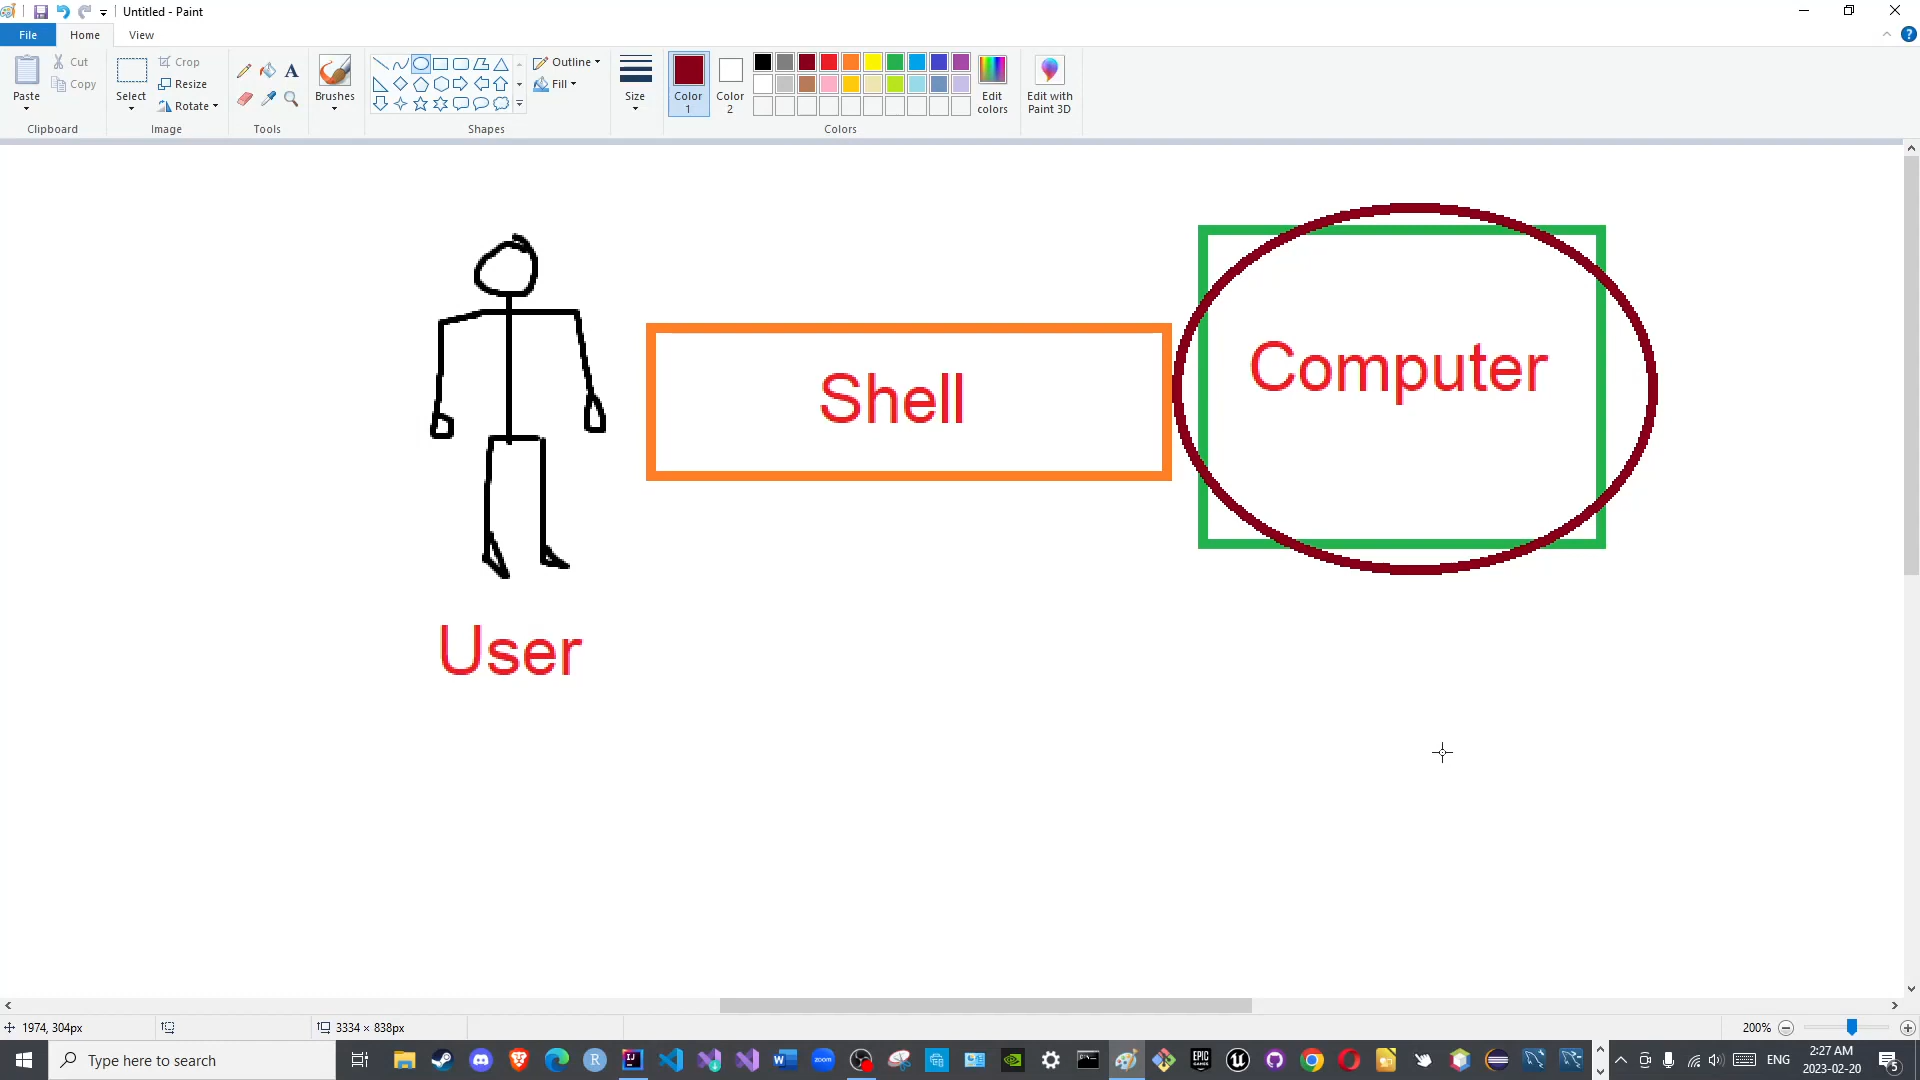 Untitled - Paint
File Home View
Paste
Cut
Copy
Clipboard
Select
Crop
Resize
Rotate
Image
Tools
Brushes
Shapes
Outline
Fill
Size
Color 1
Color 2
Colors
Edit colors
Edit with Paint 3D
Shell
Computer
User
1974, 304px
3334 × 838px
200%
Type here to search
ENG
2:27 AM
2023-02-20
5